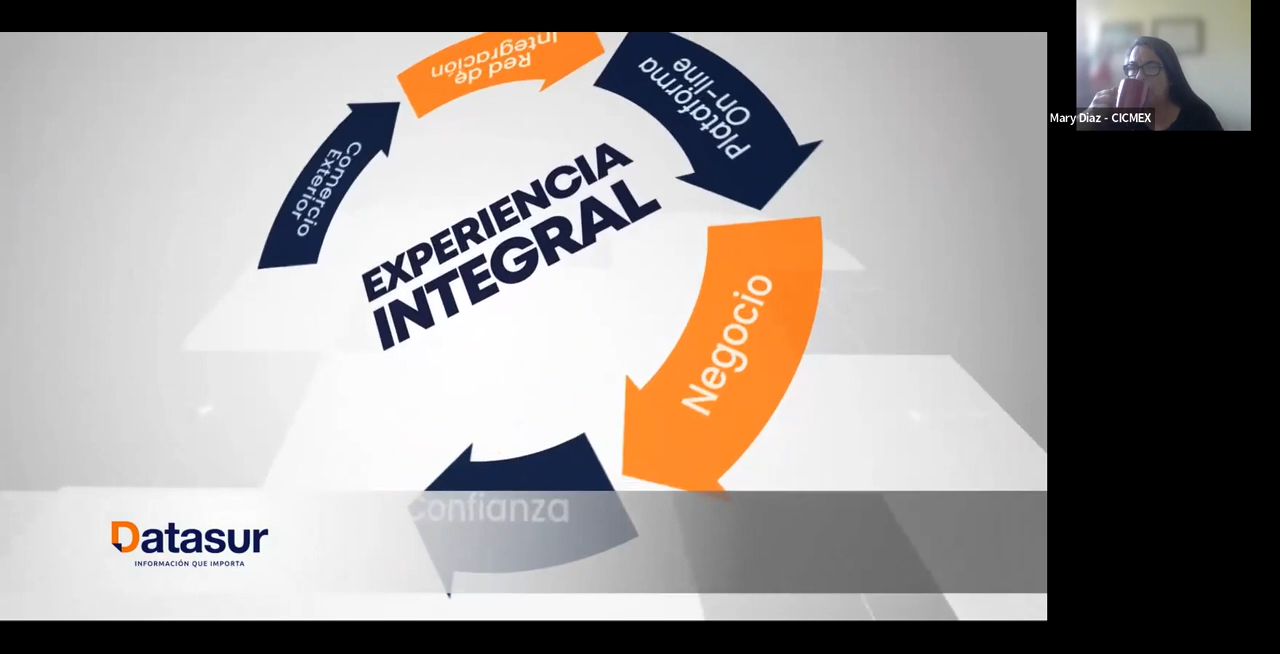 Red de
Integración
Plataforma
On-line
Comercio
Exterior
EXPERIENCIA
INTEGRAL
Negocio
Confianza
Datasur
INFORMACIÓN QUE IMPORTA
Mary Diaz - CICMEX